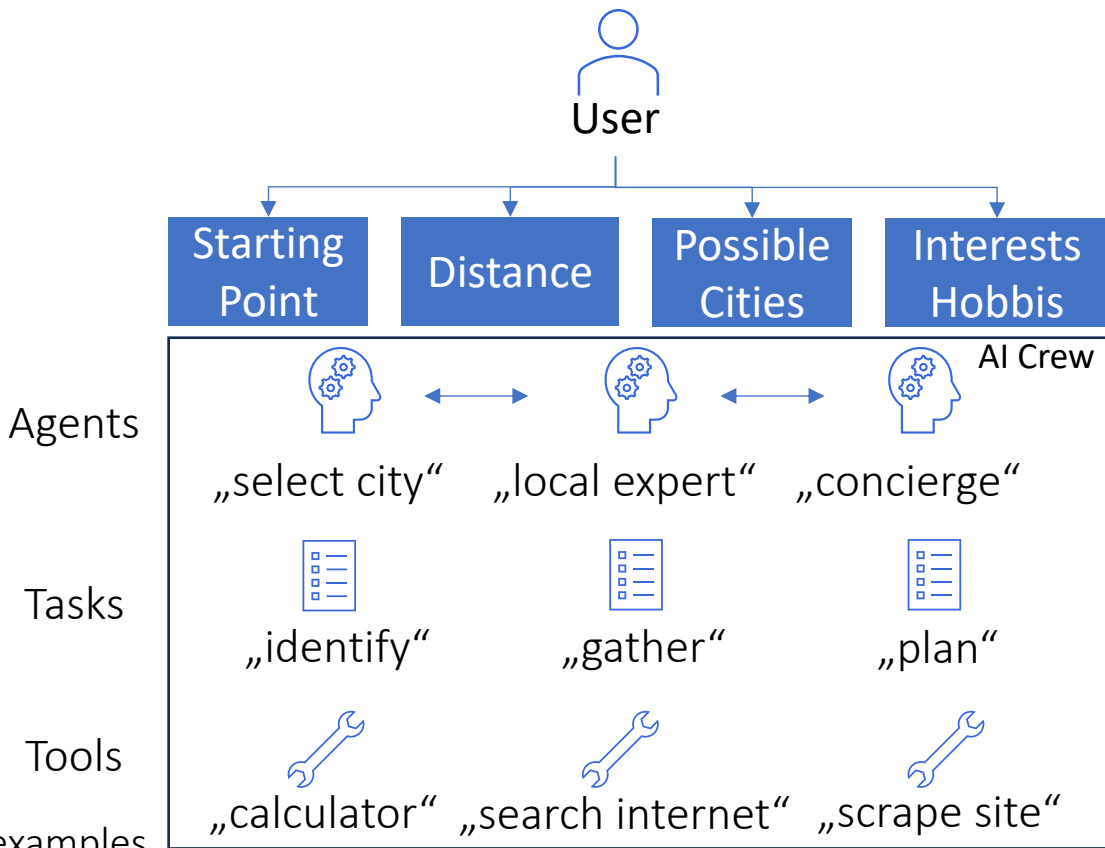 User
Starting
Point
Distance
Possible
Cities
Interests
Hobbis
AI Crew
Agents
„select city“
„local expert“
„concierge“
Tasks
„identify“
„gather“
„plan“
Tools
„calculator“
„search internet“
„scrape site“
examples